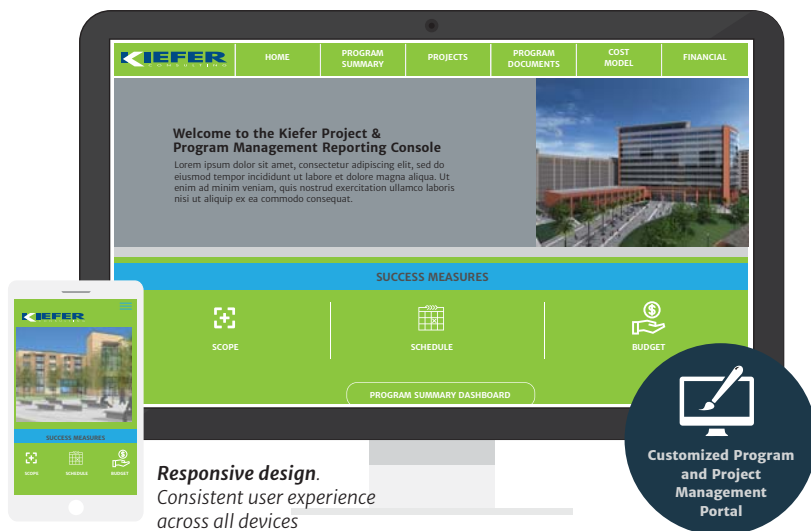 KIEFER
CONSULTING
HOME
PROGRAM
SUMMARY
PROJECTS
PROGRAM
DOCUMENTS
COST
MODEL
FINANCIAL
Welcome to the Kiefer Project &
Program Management Reporting Console
Lorem ipsum dolor sit amet, consectetur adipiscing elit, sed do
eiusmod tempor incididunt ut labore et dolore magna aliqua. Ut
enim ad minim veniam, quis nostrud exercitation ullamco laboris
nisi ut aliquip ex ea commodo consequat.
SUCCESS MEASURES
SCOPE
SCHEDULE
BUDGET
PROGRAM SUMMARY DASHBOARD
KIEFER
SUCCESS MEASURES
SCOPE
SCHEDULE
BUDGET
Responsive design.
Consistent user experience
across all devices
Customized Program
and Project
Management
Portal